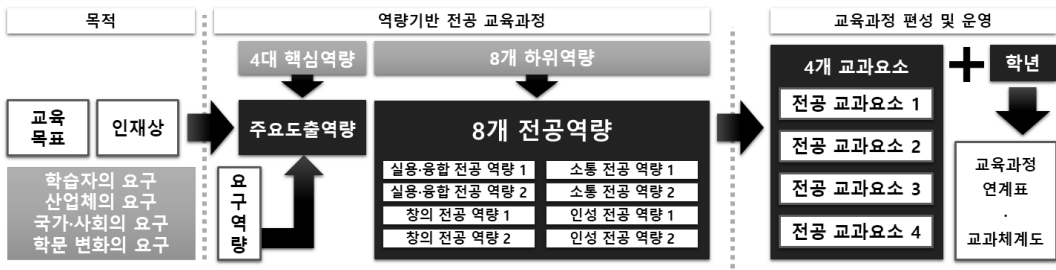 목적
역량기반 전공 교육과정
교육과정 편성 및 운영
4대 핵심역량
8개 하위역량
교육
목표
인재상
주요도출역량
8개 전공역량
실용·융합 전공 역량 1
소통 전공 역량 1
실용·융합 전공 역량 2
소통 전공 역량 2
창의 전공 역량 1
인성 전공 역량 1
창의 전공 역량 2
인성 전공 역량 2
학습자의 요구
산업체의 요구
국가·사회의 요구
학문 변화의 요구
요
구
역
량
4개 교과요소
전공 교과요소 1
전공 교과요소 2
전공 교과요소 3
전공 교과요소 4
+
학년
교육과정
연계표
·
교과체계도